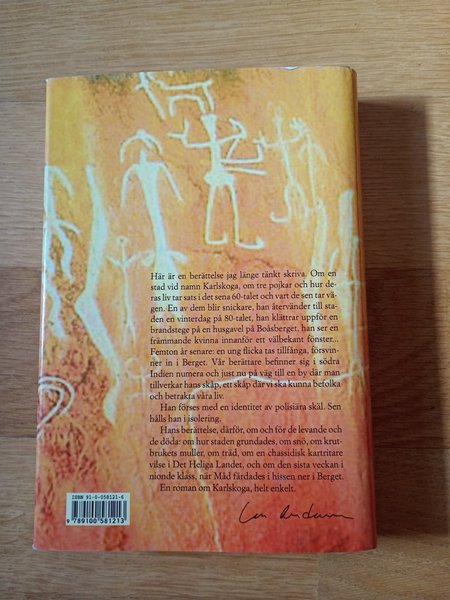 Här är en berättelse jag länge tänkt skriva. Om en
stad vid namn Karlskoga, om tre pojkar och hur de-
ras liv tar sats i det sena 60-talet och vart de sen tar vä-
gen. En av dem blir snickare, han återvänder till sta-
den en vinterdag på 80-talet, han klättrar uppför en
brandstege på en husgavel på Boåsberget, han ser en
främmande kvinna innanför ett välbekant fönster...
Femton år senare: en ung flicka tas tillfånga, försvin-
ner in i Berget. Vår berättare befinner sig i södra
Indien numera och just nu på väg till en by där man
tillverkar hans skåp, ett skåp där vi ska kunna befolka
och betrakta våra liv.
Han förses med en identitet av polisiära skäl. Sen
hålls han i isolering.
Hans berättelse, därför, om och för de levande och
de döda: om hur staden grundades, om snö, om krut-
brukets muller, om träd, om en chassidisk kartritare
vilse i Det Heliga Landet, och om den sista veckan i
nionde klass, när Måd färdades i hissen ner i Berget.
En roman om Karlskoga, helt enkelt.
ISBN 91-0-058121-6
9 789100 581213